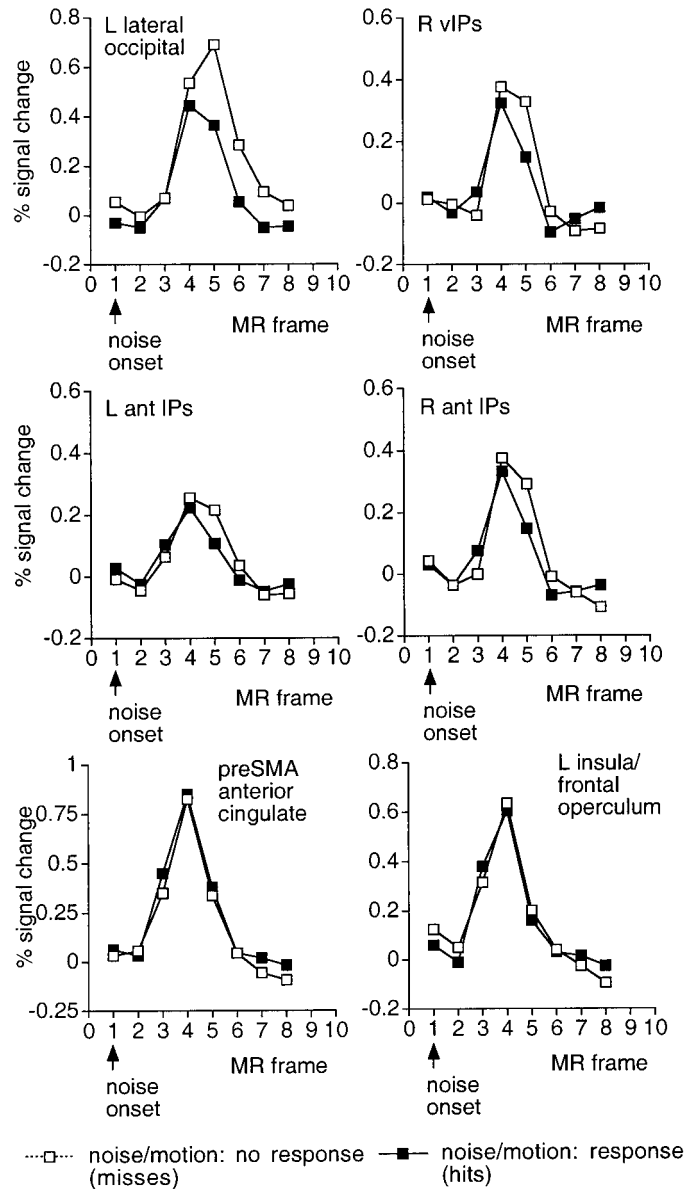 L lateral
occipital
0.8
0.6
0.4
0.2
0
-0.2
% signal change
0 1 2 3 4 5 6 7 8 9 10
MR frame
noise
onset
R vIPs
0.6
0.4
0.2
0
-0.2
0 1 2 3 4 5 6 7 8 9 10
MR frame
noise
onset
L ant IPs
0.6
0.4
0.2
0
-0.2
% signal change
0 1 2 3 4 5 6 7 8 9 10
MR frame
noise
onset
R ant IPs
0.6
0.4
0.2
0
-0.2
0 1 2 3 4 5 6 7 8 9 10
MR frame
noise
onset
preSMA
anterior
cingulate
1
0.75
0.5
0.25
0
-0.25
% signal change
0 1 2 3 4 5 6 7 8 9 10
MR frame
noise
onset
L insula/
frontal
operculum
0.8
0.6
0.4
0.2
0
-0.2
0 1 2 3 4 5 6 7 8 9 10
MR frame
noise
onset
noise/motion: no response
(misses)
noise/motion: response
(hits)